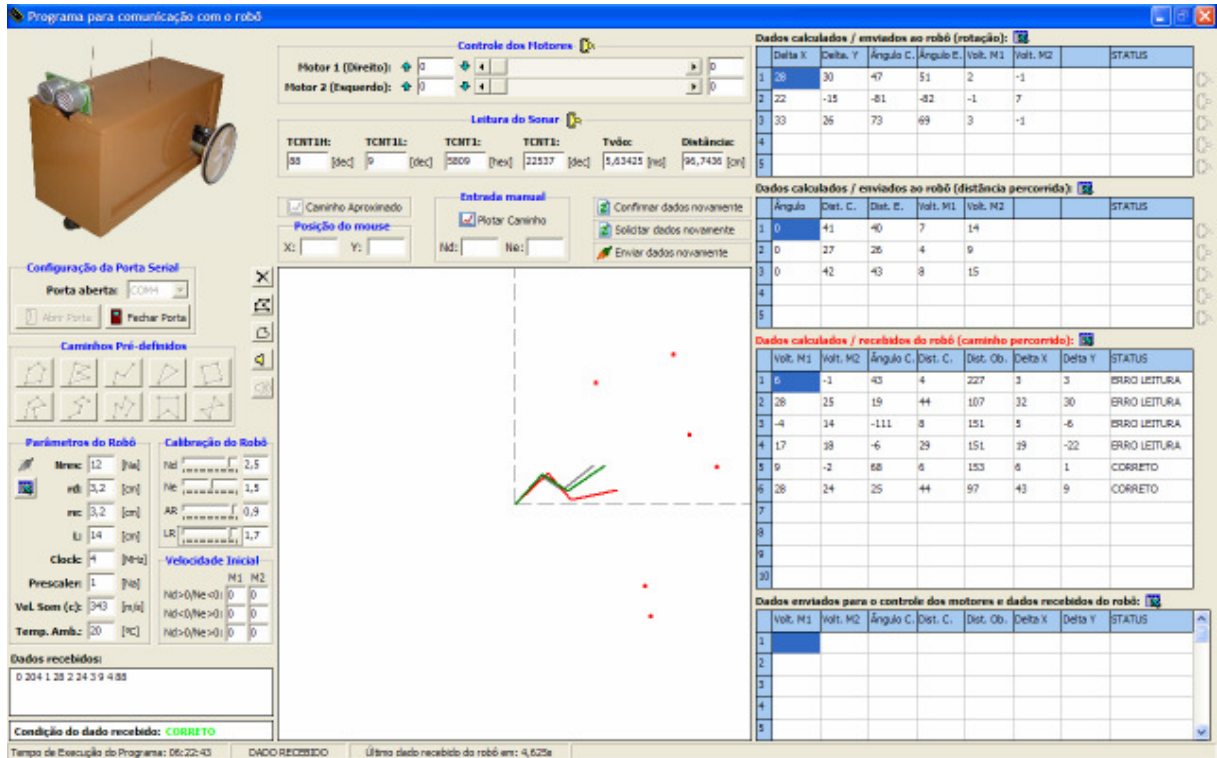 Programa para comunicação com o robô
Controle dos Motores
Motor 1 (Direito): 0 0
Motor 2 (Esquerdo): 0 0
Leitura do Sonar
TCNT1H: TCNT1L: TCNT1: TCNT1: Tvôo: Distância:
88 [dec] 9 [dec] 5809 [hex] 22537 [dec] 5,63425 [ms] 96,7436 [cm]
Caminho Aproximado
Posição do mouse
X: Y:
Entrada manual
Plotar Caminho
Nd: Ne:
Confirmar dados novamente
Solicitar dados novamente
Enviar dados novamente
Configuração da Porta Serial
Porta aberta: COM4
Abrir Porta Fechar Porta
Caminhos Pré-definidos
Parâmetros do Robô
Nres: 12 [Na]
rd: 3,2 [cm]
re: 3,2 [cm]
L: 14 [cm]
Clock: 4 [MHz]
Prescaler: 1 [Na]
Vel. Som (c): 343 [m/s]
Temp. Amb.: 20 [ºC]
Calibração do Robô
Nd 2,5
Ne 1,5
AR 0,9
LR 1,7
Velocidade Inicial
M1 M2
Nd>0/Ne<0: 0 0
Nd<0/Ne>0: 0 0
Nd>0/Ne>0: 0 0
Dados recebidos:
0 204 1 28 2 24 3 9 4 88
Condição do dado recebido: CORRETO
Dados calculados / enviados ao robô (rotação):
Delta X Delta. Y Ângulo C. Ângulo E. Volt. M1 Volt. M2 STATUS
1 28 30 47 51 2 -1
2 22 -15 -81 -82 -1 7
3 33 26 73 69 3 -1
4
5
Dados calculados / enviados ao robô (distância percorrida):
Ângulo Dist. C. Dist. E. Volt. M1 Volt. M2 STATUS
1 0 41 40 7 14
2 0 27 26 4 9
3 0 42 43 8 15
4
5
Dados calculados / recebidos do robô (caminho percorrido):
Volt. M1 Volt. M2 Ângulo C. Dist. C. Dist. Ob. Delta X Delta Y STATUS
1 6 -1 43 4 227 3 3 ERRO LEITURA
2 28 25 19 44 107 32 30 ERRO LEITURA
3 -4 14 -111 8 151 5 -6 ERRO LEITURA
4 17 18 -6 29 151 19 -22 ERRO LEITURA
5 9 -2 68 6 153 6 1 CORRETO
6 28 24 25 44 97 43 9 CORRETO
7
8
9
10
Dados enviados para o controle dos motores e dados recebidos do robô:
Volt. M1 Volt. M2 Ângulo C. Dist. C. Dist. Ob. Delta X Delta Y STATUS
1
2
3
4
5
Tempo de Execução do Programa: 06:22:43 DADO RECEBIDO Último dado recebido do robô em: 4,625s